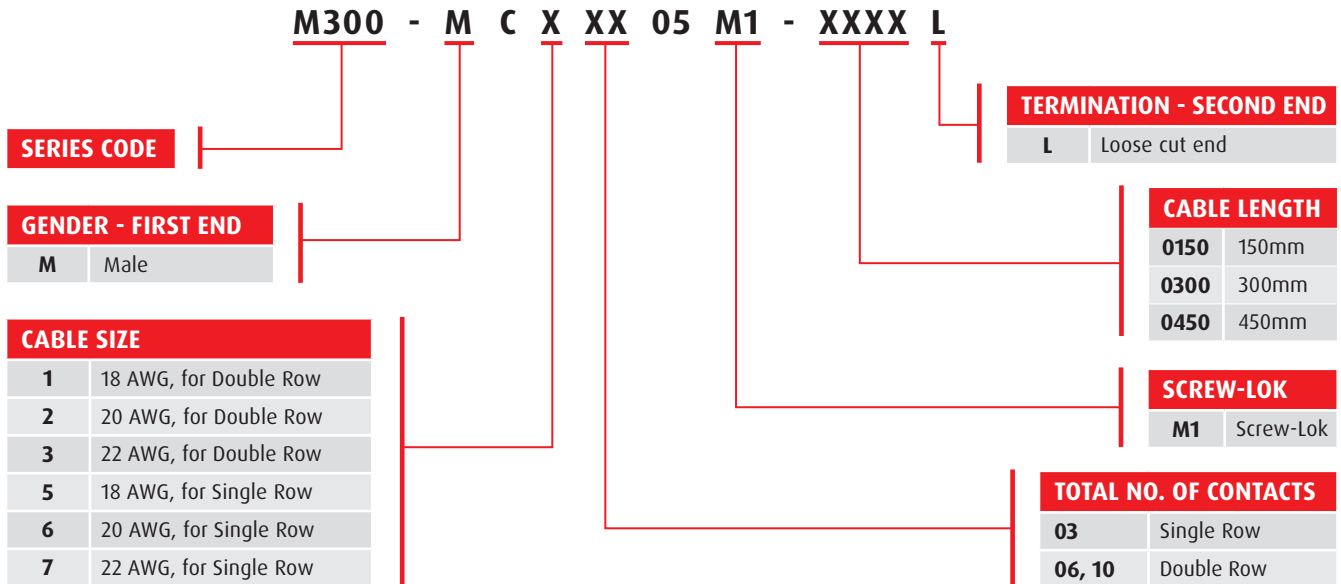 M300 - M C X XX 05 M1 - XXXX L
SERIES CODE
GENDER - FIRST END
M Male
CABLE SIZE
1 18 AWG, for Double Row
2 20 AWG, for Double Row
3 22 AWG, for Double Row
5 18 AWG, for Single Row
6 20 AWG, for Single Row
7 22 AWG, for Single Row
TERMINATION - SECOND END
L Loose cut end
CABLE LENGTH
0150 150mm
0300 300mm
0450 450mm
SCREW-LOK
M1 Screw-Lok
TOTAL NO. OF CONTACTS
03 Single Row
06, 10 Double Row